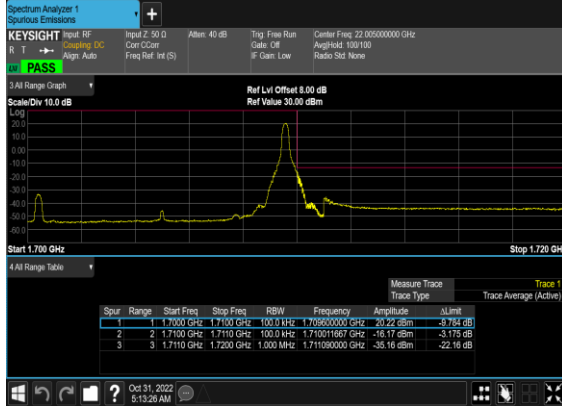 Spectrum Analyzer 1
Spurious Emissions
+
KEYSIGHT Input: RF Input Z: 50 Ω Atten: 40 dB Trig: Free Run Center Freq: 22.005000000 GHz
R T Coupling: DC Corr CCorr Gate: Off Avg|Hold: 100/100
Align: Auto Freq Ref: Int (S) IF Gain: Low Radio Std: None
PASS
3 All Range Graph
Ref Lvl Offset 8.00 dB
Scale/Div 10.0 dB Ref Value 30.00 dBm
Log
20.0
10.0
0.00
-10.0
-20.0
-30.0
-40.0
-50.0
-60.0
Start 1.700 GHz Stop 1.720 GH
4 All Range Table
Measure Trace Trace 1
Trace Type Trace Average (Active)
Spur Range Start Freq Stop Freq RBW Frequency Amplitude ΔLimit
1 1 1.7000 GHz 1.7100 GHz 100.0 kHz 1.709600000 GHz 20.22 dBm -9.784 dB
2 2 1.7100 GHz 1.7110 GHz 100.0 kHz 1.710011667 GHz -16.17 dBm -3.175 dB
3 3 1.7110 GHz 1.7200 GHz 1.000 MHz 1.711090000 GHz -35.16 dBm -22.16 dB
? Oct 31, 2022
5:13:26 AM